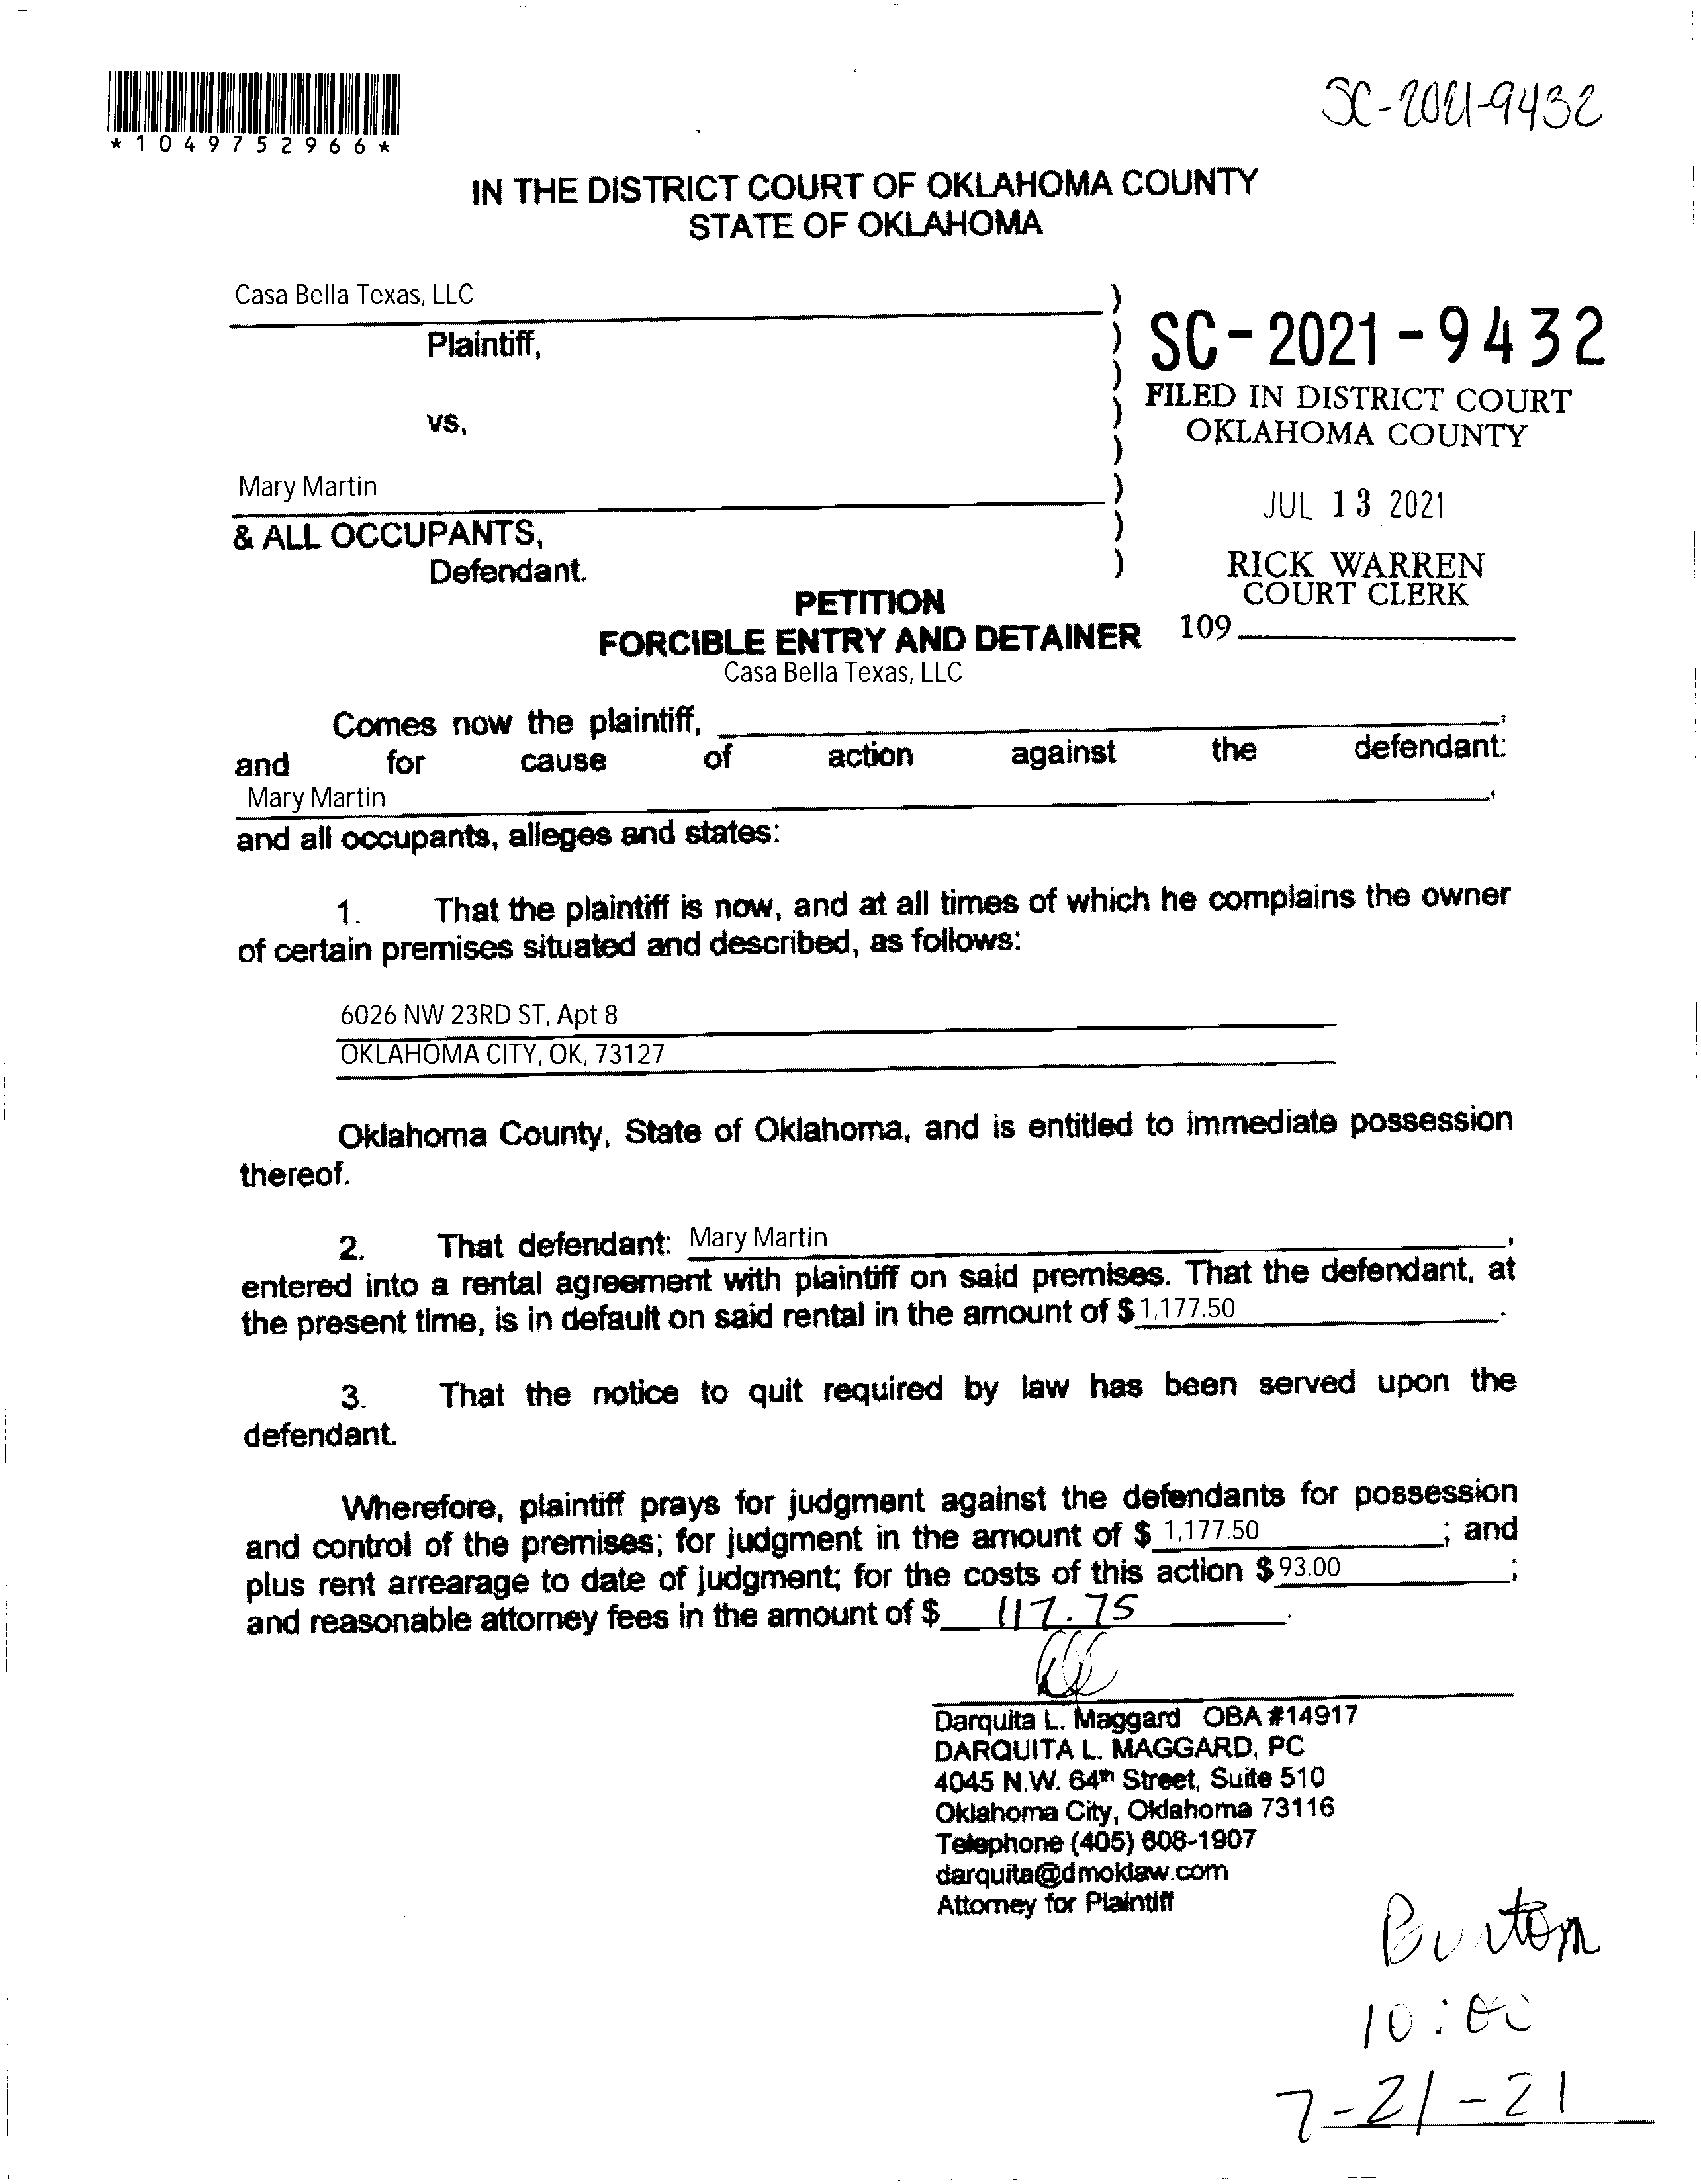 SC-2021-9432
*1049752966*
IN THE DISTRICT COURT OF OKLAHOMA COUNTY
STATE OF OKLAHOMA
Casa Bella Texas, LLC )
Plaintiff, )
SC-2021-9432
)
FILED IN DISTRICT COURT
vs, )
OKLAHOMA COUNTY
)
Mary Martin )
JUL 13 2021
& ALL OCCUPANTS, )
Defendant. )
RICK WARREN
COURT CLERK
PETITION
109
FORCIBLE ENTRY AND DETAINER
Casa Bella Texas, LLC
Comes now the plaintiff, ,
and for cause of action against the defendant:
Mary Martin ,
and all occupants, alleges and states:
1. That the plaintiff is now, and at all times of which he complains the owner
of certain premises situated and described, as follows:
6026 NW 23RD ST, Apt 8
OKLAHOMA CITY, OK, 73127
Oklahoma County, State of Oklahoma, and is entitled to immediate possession
thereof.
2. That defendant: Mary Martin ,
entered into a rental agreement with plaintiff on said premises. That the defendant, at
the present time, is in default on said rental in the amount of $ 1,177.50 .
3. That the notice to quit required by law has been served upon the
defendant.
Wherefore, plaintiff prays for judgment against the defendants for possession
and control of the premises; for judgment in the amount of $ 1,177.50 ; and
plus rent arrearage to date of judgment; for the costs of this action $ 93.00 ;
and reasonable attorney fees in the amount of $ 117.75 .
Darquita L. Maggard OBA #14917
DARQUITA L. MAGGARD, PC
4045 N.W. 64th Street, Suite 510
Oklahoma City, Oklahoma 73116
Telephone (405) 608-1907
darquita@dmoklaw.com
Attorney for Plaintiff
Burton
10:00
7-21-21